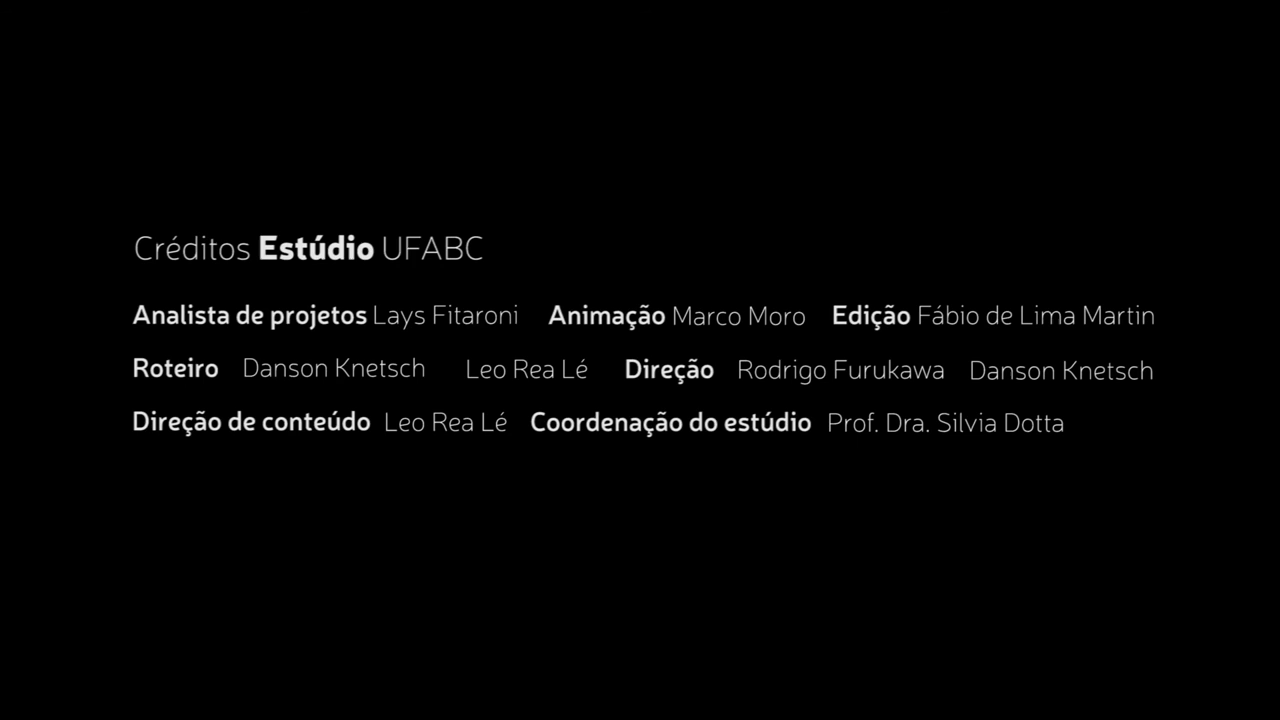 Créditos Estúdio UFABC
Analista de projetos Lays Fitaroni Animação Marco Moro Edição Fábio de Lima Martin
Roteiro Danson Knetsch Leo Rea Lé Direção Rodrigo Furukawa Danson Knetsch
Direção de conteúdo Leo Rea Lé Coordenação do estúdio Prof. Dra. Silvia Dotta